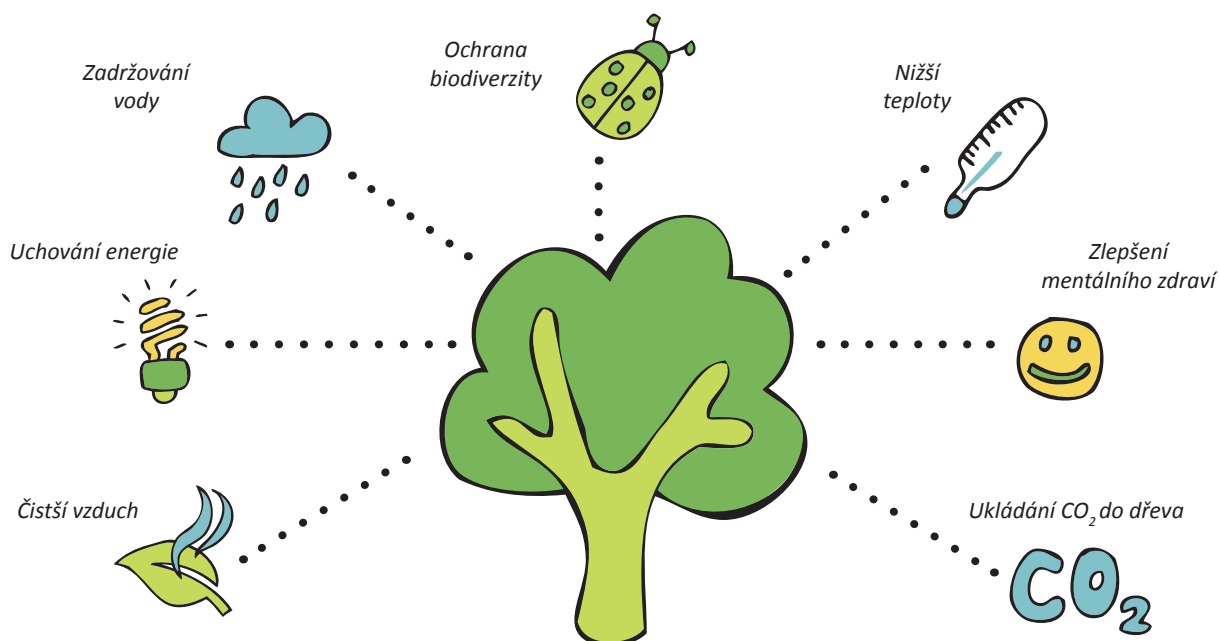 Ochrana
biodiverzity
Zadržování
vody
Nižší
teploty
Uchování energie
Zlepšení
mentálního zdraví
Čistší vzduch
Ukládání CO₂ do dřeva
CO₂